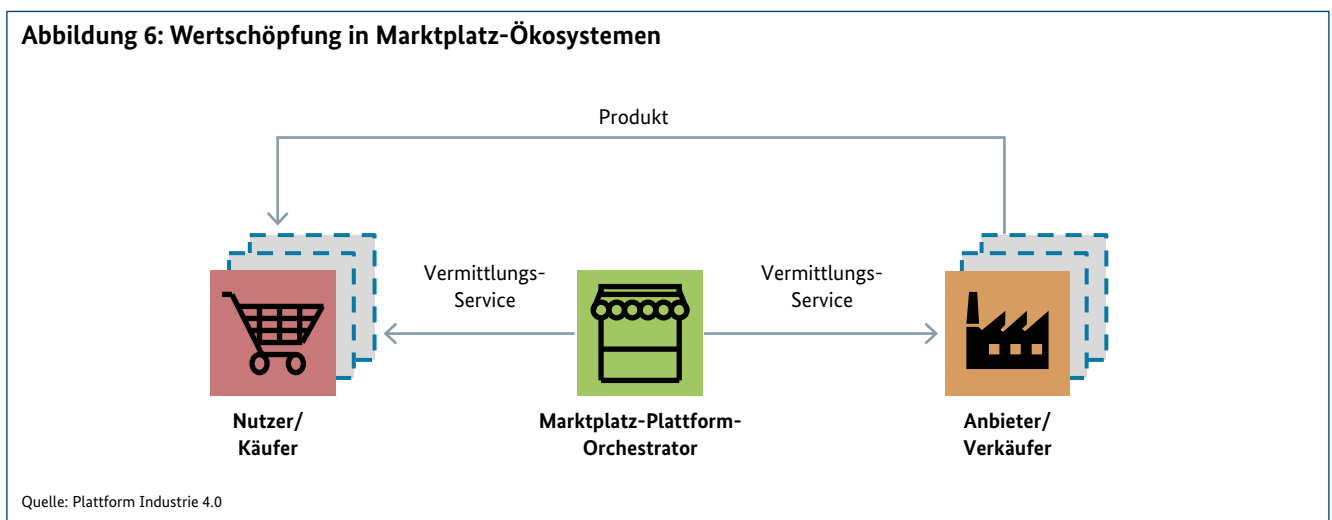 Abbildung 6: Wertschöpfung in Marktplatz-Ökosystemen
Produkt
Vermittlungs-
Service
Vermittlungs-
Service
Nutzer/
Käufer
Marktplatz-Plattform-
Orchestrator
Anbieter/
Verkäufer
Quelle: Plattform Industrie 4.0